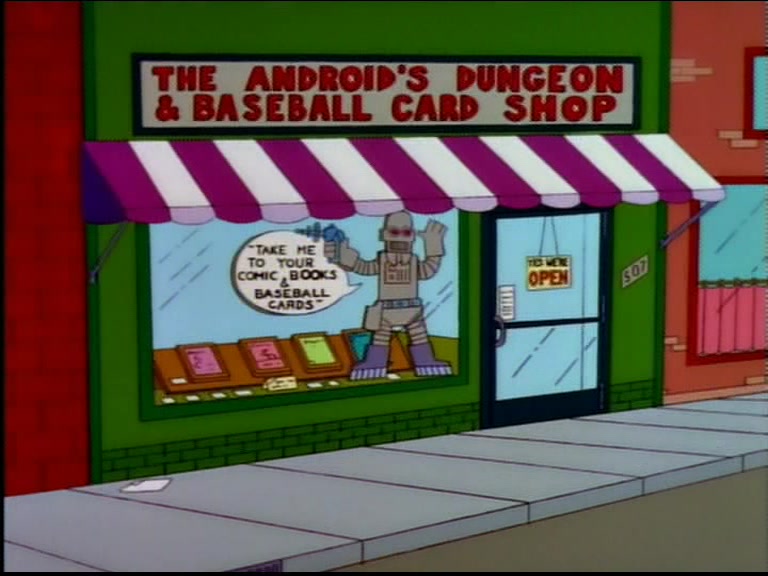 THE ANDROID'S DUNGEON
& BASEBALL CARD SHOP
"TAKE ME
TO YOUR
COMIC BOOKS
&
BASEBALL
CARDS"
YES WE'RE
OPEN
507